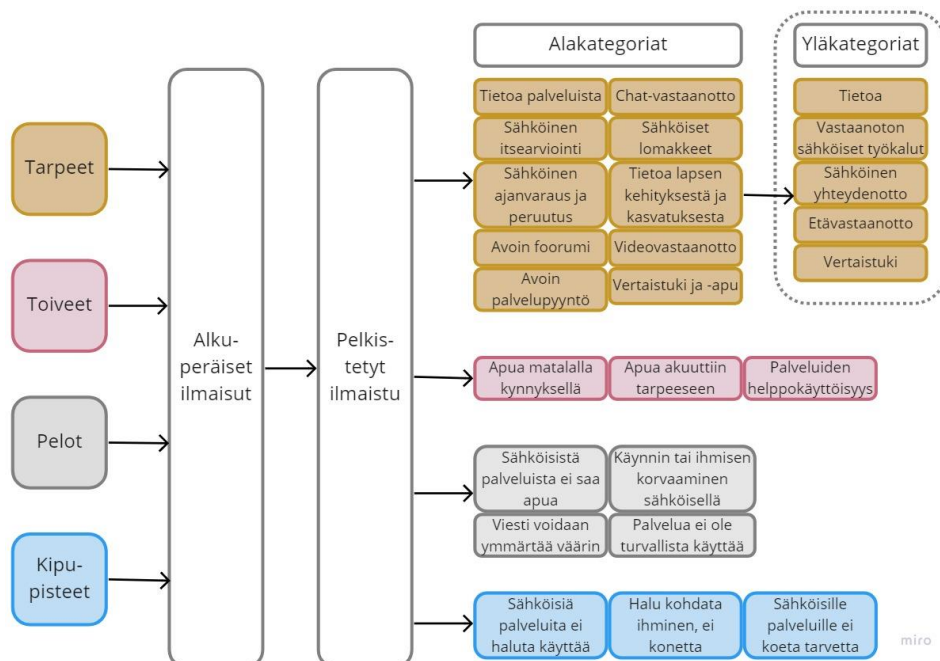 Alakategoriat
Yläkategoriat
Tarpeet
Toiveet
Pelot
Kipu-
pisteet
Alku-
peräiset
ilmaisut
Pelkis-
tetyt
ilmaistu
Tietoa palveluista
Chat-vastaanotto
Sähköinen
itsearviointi
Sähköiset
lomakkeet
Sähköinen
ajanvaraus ja
peruutus
Tietoa lapsen
kehityksestä ja
kasvatuksesta
Avoin foorumi
Videovastaanotto
Avoin
palvelupyyntö
Vertaistuki ja -apu
Tietoa
Vastaanoton
sähköiset työkalut
Sähköinen
yhteydenotto
Etävastaanotto
Vertaistuki
Apua matalalla
kynnyksellä
Apua akuuttiin
tarpeeseen
Palveluiden
helppokäyttöisyys
Sähköisistä
palveluista ei saa
apua
Käynnin tai ihmisen
korvaaminen
sähköisellä
Viesti voidaan
ymmärtää väärin
Palvelua ei ole
turvallista käyttää
Sähköisiä
palveluita ei
haluta käyttää
Halu kohdata
ihminen, ei
konetta
Sähköisille
palveluille ei
koeta tarvetta
miro